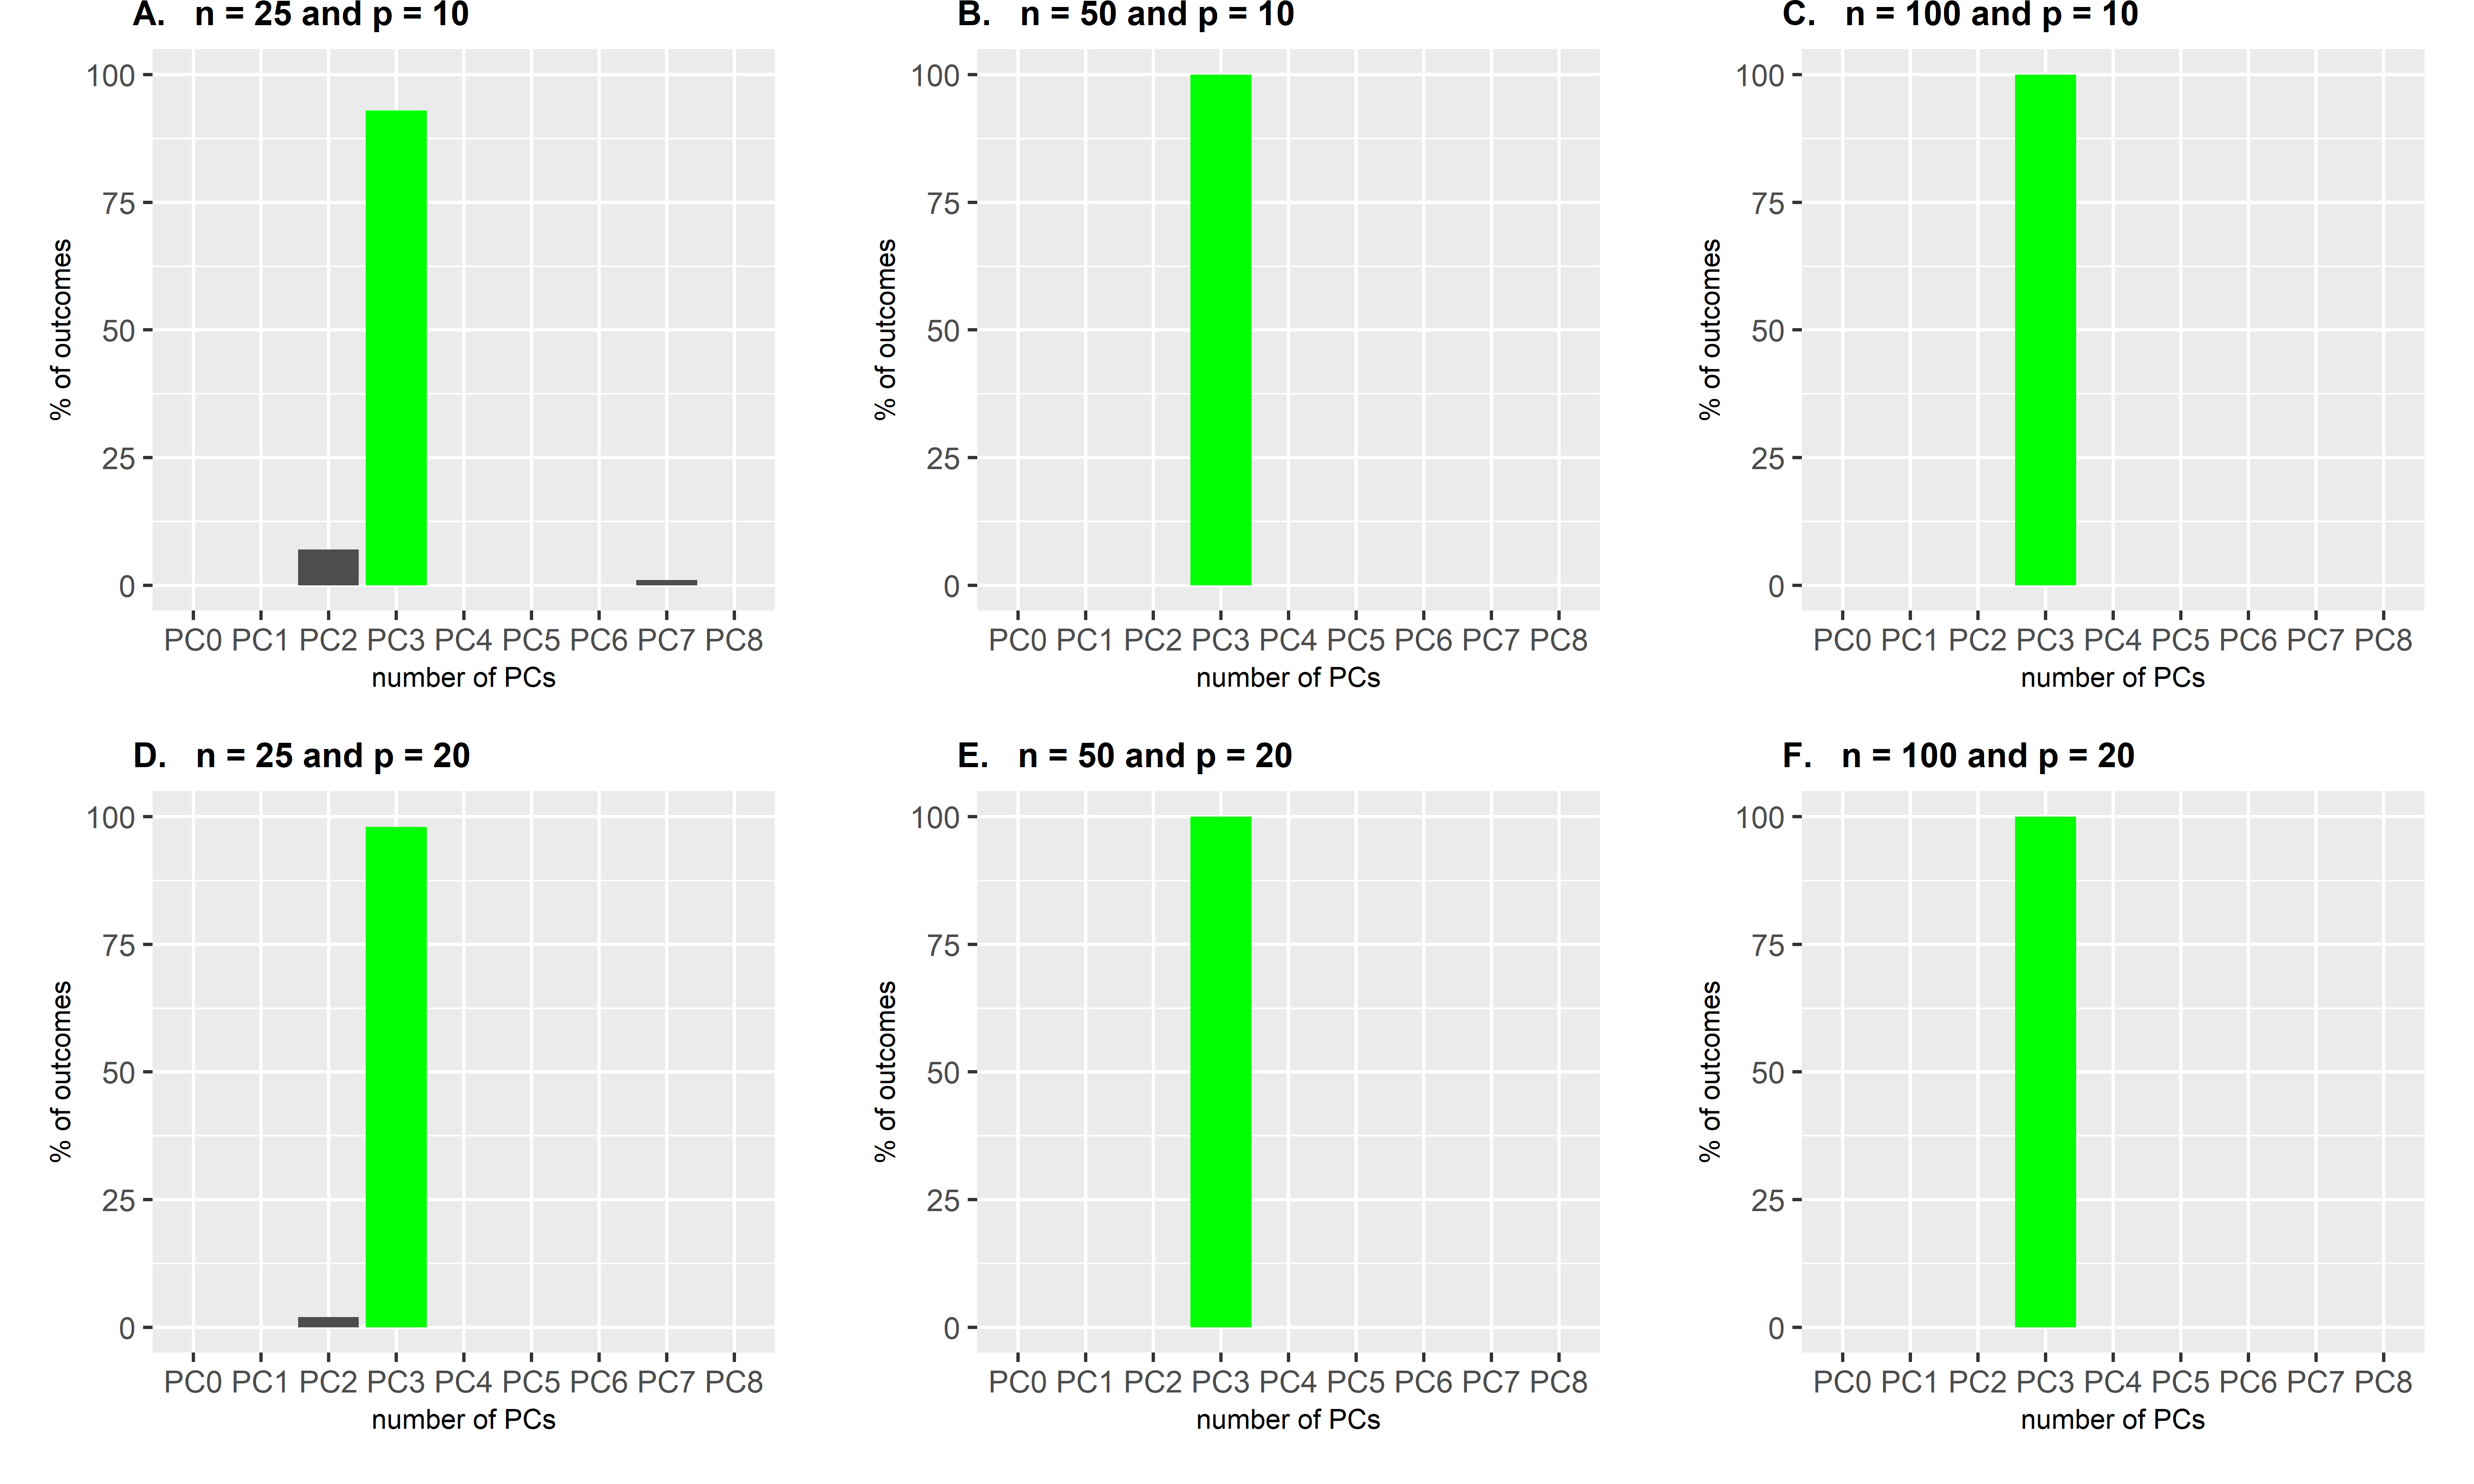 A. n = 25 and p = 10
B. n = 50 and p = 10
C. n = 100 and p = 10
100
75
50
25
0
% of outcomes
PC0 PC1 PC2 PC3 PC4 PC5 PC6 PC7 PC8
number of PCs
100
75
50
25
0
% of outcomes
PC0 PC1 PC2 PC3 PC4 PC5 PC6 PC7 PC8
number of PCs
100
75
50
25
0
% of outcomes
PC0 PC1 PC2 PC3 PC4 PC5 PC6 PC7 PC8
number of PCs
D. n = 25 and p = 20
E. n = 50 and p = 20
F. n = 100 and p = 20
100
75
50
25
0
% of outcomes
PC0 PC1 PC2 PC3 PC4 PC5 PC6 PC7 PC8
number of PCs
100
75
50
25
0
% of outcomes
PC0 PC1 PC2 PC3 PC4 PC5 PC6 PC7 PC8
number of PCs
100
75
50
25
0
% of outcomes
PC0 PC1 PC2 PC3 PC4 PC5 PC6 PC7 PC8
number of PCs